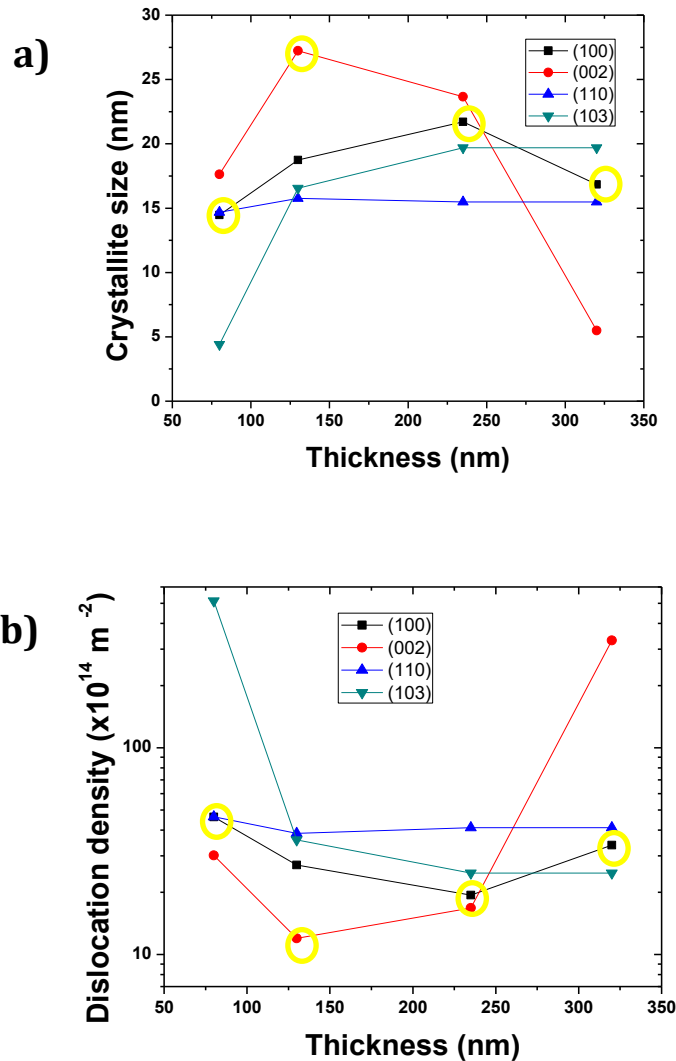 a)
30
25
20
15
10
5
0
Crystallite size (nm)
(100)
(002)
(110)
(103)
50 100 150 200 250 300 350
Thickness (nm)
b)
100
10
Dislocation density (x10¹⁴ m ⁻²)
(100)
(002)
(110)
(103)
50 100 150 200 250 300 350
Thickness (nm)